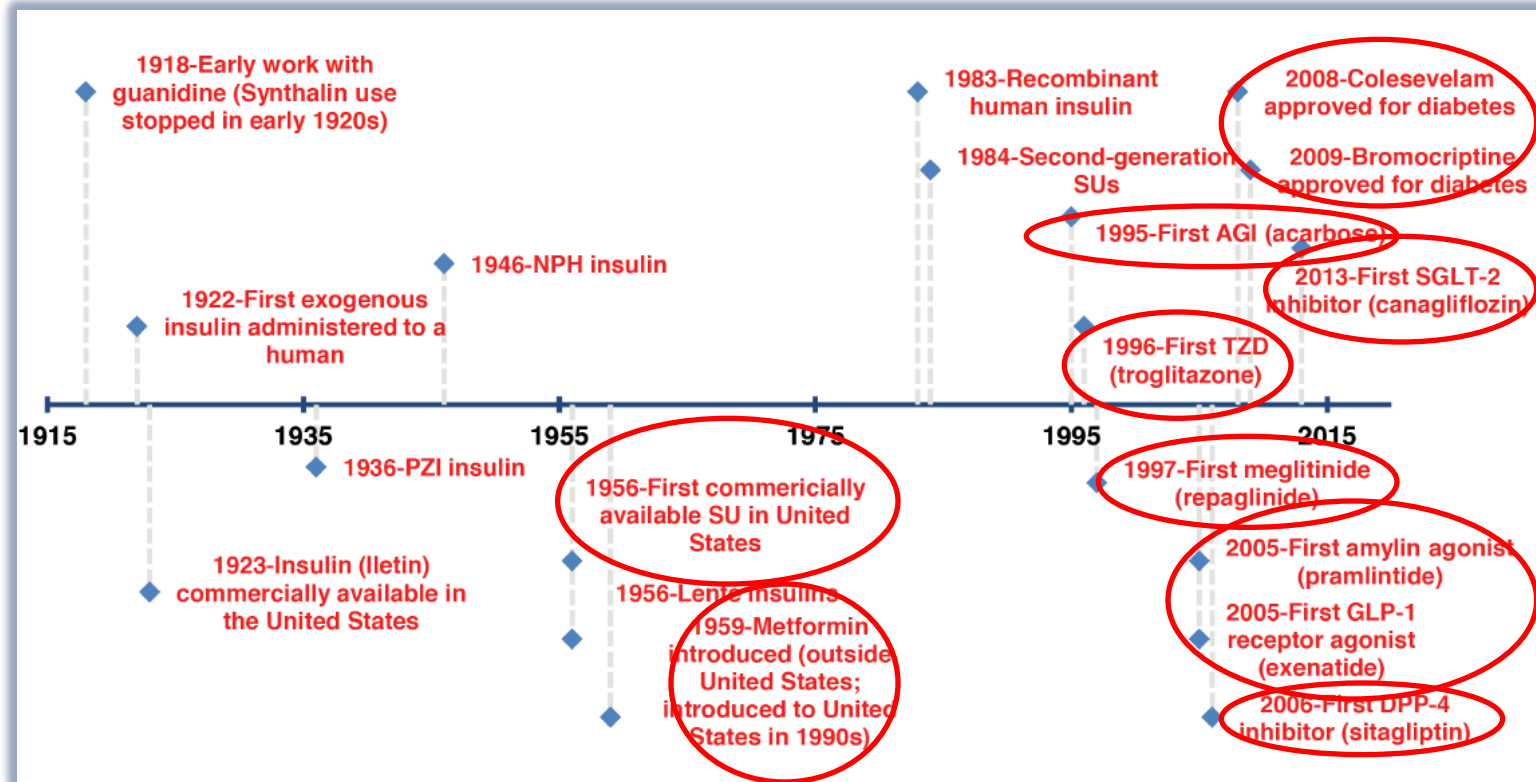 1918-Early work with
guanidine (Synthalin use
stopped in early 1920s)
1983-Recombinant
human insulin
2008-Colesevelam
approved for diabetes
1984-Second-generation
SUs
2009-Bromocriptine
approved for diabetes
1995-First AGI (acarbose)
1946-NPH insulin
2013-First SGLT-2
inhibitor (canagliflozin)
1922-First exogenous
insulin administered to a
human
1996-First TZD
(troglitazone)
1915
1935
1955
1975
1995
2015
1936-PZI insulin
1956-First commericially
available SU in United
States
1997-First meglitinide
(repaglinide)
1923-Insulin (Iletin)
commercially available in
the United States
2005-First amylin agonist
(pramlintide)
1956-Lente insulins
1959-Metformin
introduced (outside
United States;
introduced to United
States in 1990s)
2005-First GLP-1
receptor agonist
(exenatide)
2006-First DPP-4
inhibitor (sitagliptin)